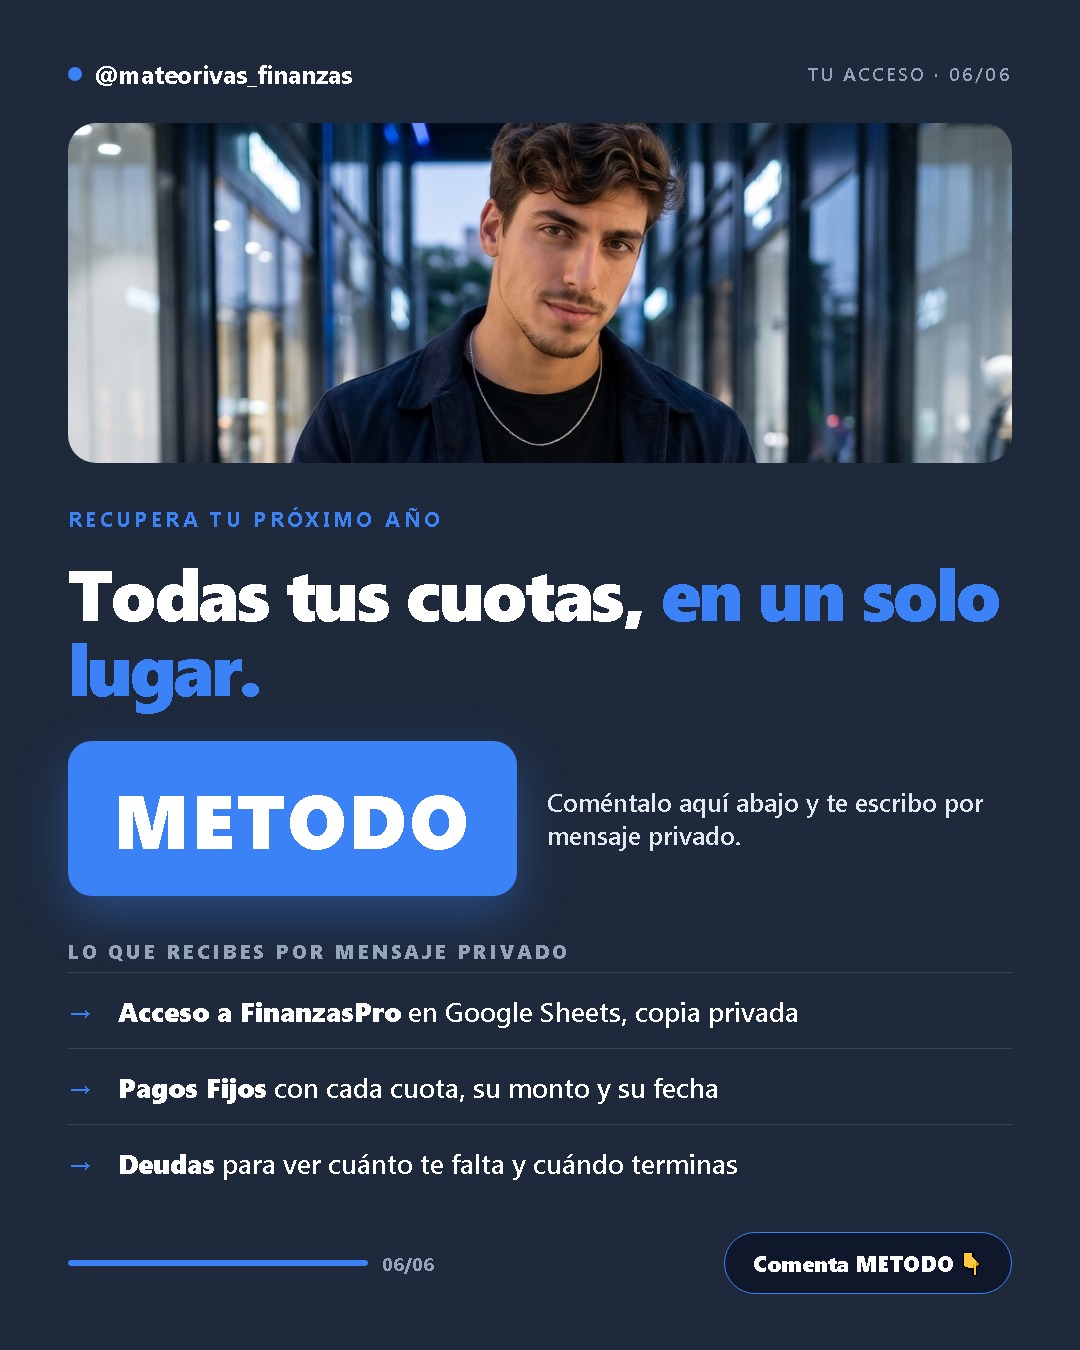 @mateorivas_finanzas
TU ACCESO · 06/06
RECUPERA TU PRÓXIMO AÑO
Todas tus cuotas, en un solo
lugar.
METODO
Coméntalo aquí abajo y te escribo por
mensaje privado.
LO QUE RECIBES POR MENSAJE PRIVADO
→ Acceso a FinanzasPro en Google Sheets, copia privada
→ Pagos Fijos con cada cuota, su monto y su fecha
→ Deudas para ver cuánto te falta y cuándo terminas
06/06
Comenta METODO 👇